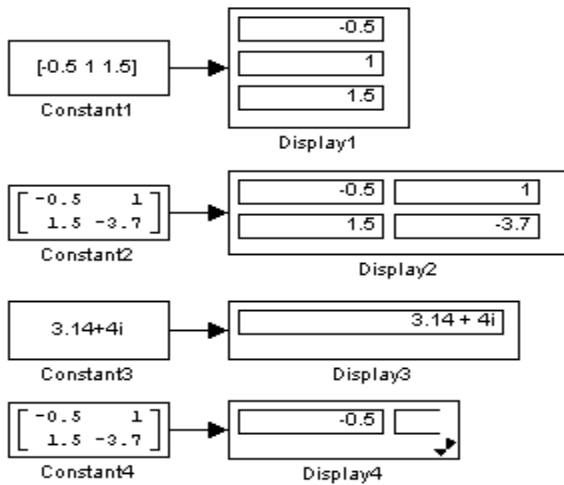 -0.5
[-0.5 1 1.5]
1
1.5
Constant1
Display1
-0.5 1
1.5 -3.7
-0.5 1
1.5 -3.7
Constant2
Display2
3.14+4i
3.14 + 4i
Constant3
Display3
-0.5 1
1.5 -3.7
-0.5
Constant4
Display4